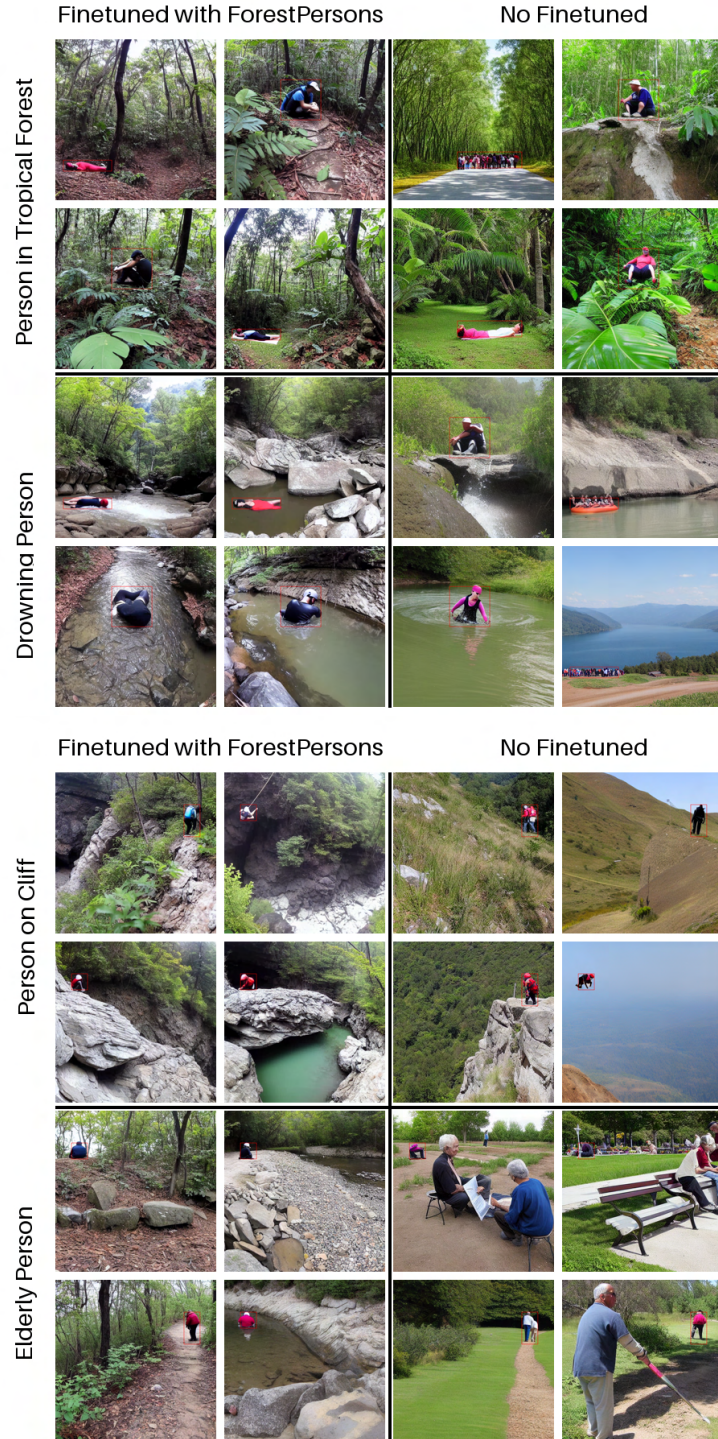 Finetuned with ForestPersons
No Finetuned
Person in Tropical Forest
Drowning Person
Finetuned with ForestPersons
No Finetuned
Person on Cliff
Elderly Person